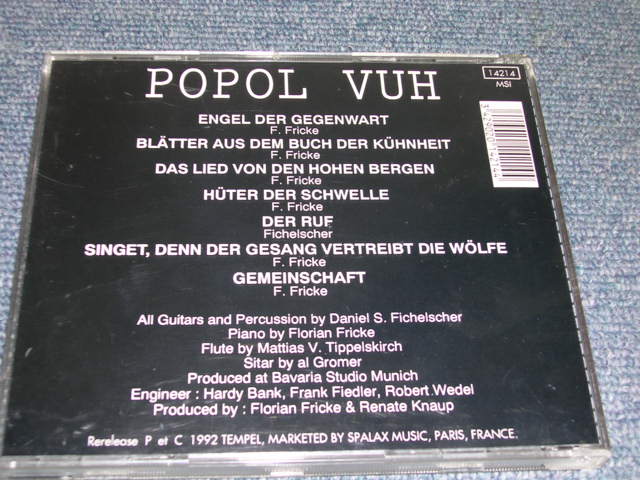 POPOL VUH
14214
MSI
ENGEL DER GEGENWART
F. Fricke
BLÄTTER AUS DEM BUCH DER KÜHNHEIT
F. Fricke
DAS LIED VON DEN HOHEN BERGEN
F. Fricke
HÜTER DER SCHWELLE
F. Fricke
DER RUF
Fichelscher
SINGET, DENN DER GESANG VERTREIBT DIE WÖLFE
F. Fricke
GEMEINSCHAFT
F. Fricke
All Guitars and Percussion by Daniel S. Fichelscher
Piano by Florian Fricke
Flute by Mattias V. Tippelskirch
Sitar by al Gromer
Produced at Bavaria Studio Munich
Engineer : Hardy Bank, Frank Fiedler, Robert Wedel
Produced by : Florian Fricke & Renate Knaup
Rerelease P et C 1992 TEMPEL, MARKETED BY SPALAX MUSIC, PARIS, FRANCE.